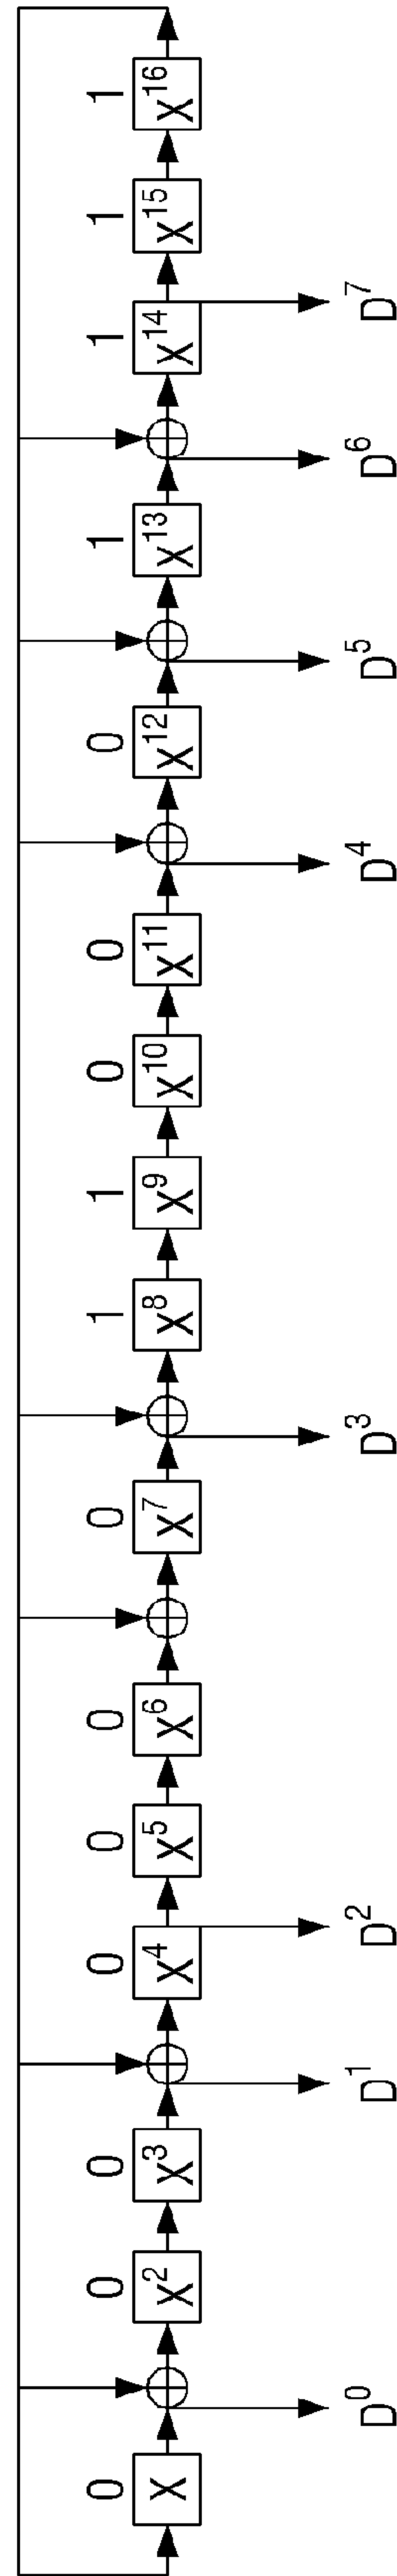 0 0 0 0 0 0 0 1 1 0 0 0 1 1 1 1
X X² X³ X⁴ X⁵ X⁶ X⁷ X⁸ X⁹ X¹⁰ X¹¹ X¹² X¹³ X¹⁴ X¹⁵ X¹⁶
D⁰ D¹ D² D³ D⁴ D⁵ D⁶ D⁷